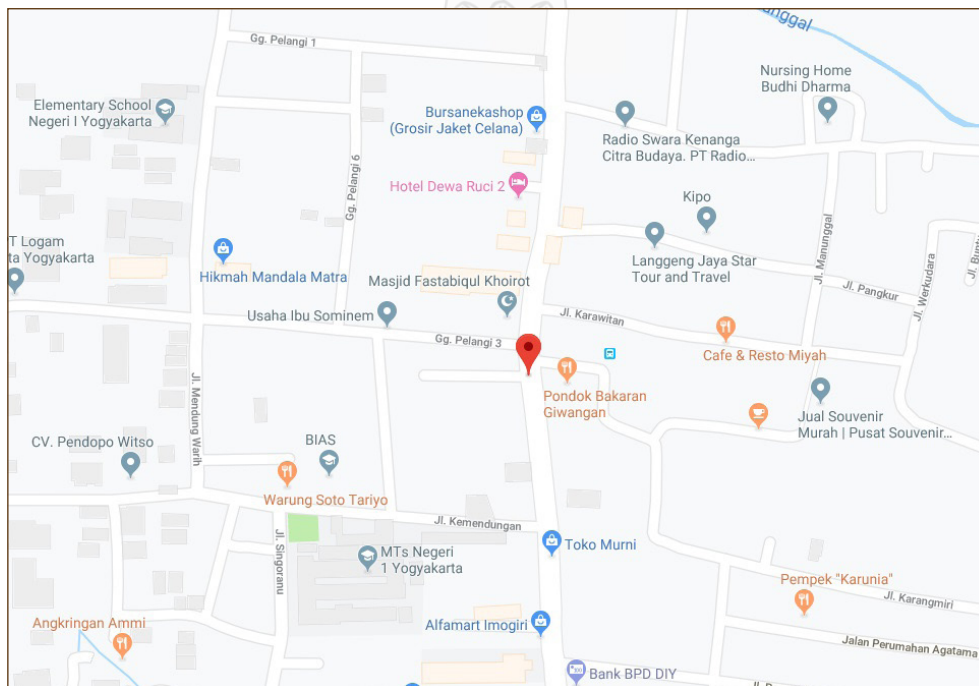 nggal
Gg. Pelangi 1
Nursing Home
Budhi Dharma
Elementary School
Negeri I Yogyakarta
Bursanekashop
(Grosir Jaket Celana)
Radio Swara Kenanga
Citra Budaya. PT Radio...
Gg. Pelangi 6
Hotel Dewa Ruci 2
Kipo
Jl. Manunggal
T Logam
ta Yogyakarta
Langgeng Jaya Star
Tour and Travel
Jl. Werkudara
Hikmah Mandala Matra
Masjid Fastabiqul Khoirot
Jl. Pangkur
Usaha Ibu Sominem
Jl. Karawitan
Gg. Pelangi 3
Cafe & Resto Miyah
Jl. Mendung Warih
Pondok Bakaran
Giwangan
Jual Souvenir
Murah | Pusat Souvenir...
CV. Pendopo Witso
BIAS
Warung Soto Tariyo
Jl. Kemendungan
Jl. Singoranu
Toko Murni
MTs Negeri
1 Yogyakarta
Pempek "Karunia"
Jl. Karangmiri
Angkringan Ammi
Alfamart Imogiri
Jalan Perumahan Agatama
Bank BPD DIY